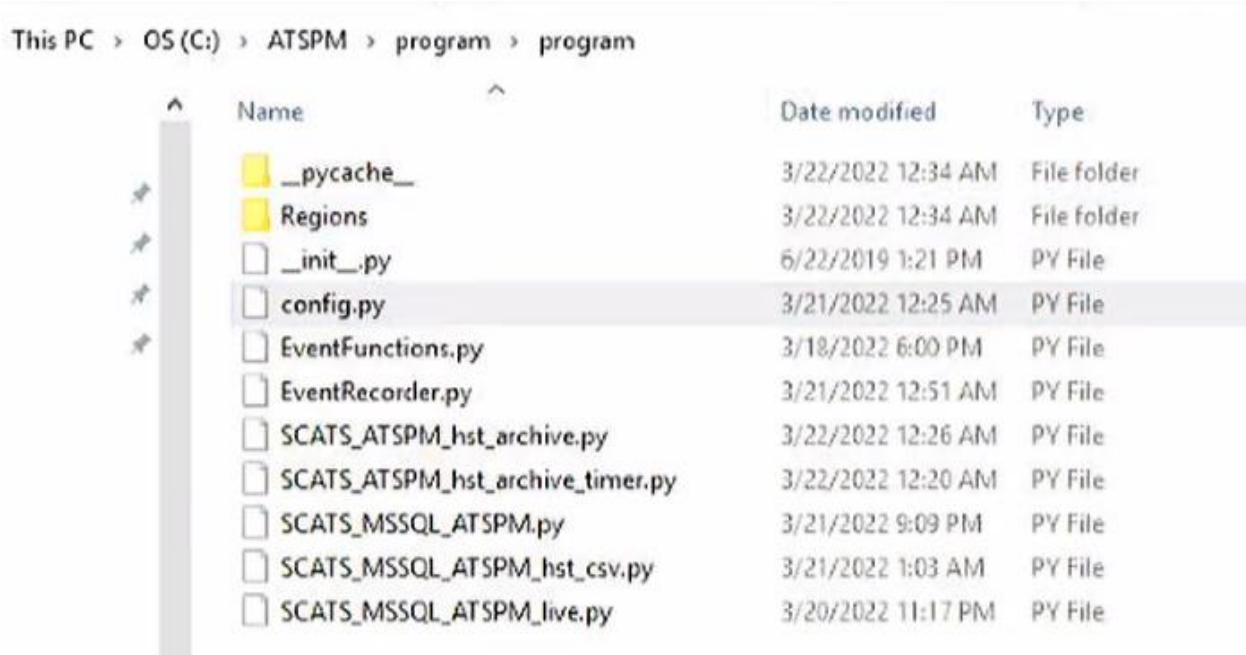 This PC > OS (C:) > ATSPM > program > program
Name Date modified Type
__pycache__ 3/22/2022 12:34 AM File folder
Regions 3/22/2022 12:34 AM File folder
__init__.py 6/22/2019 1:21 PM PY File
config.py 3/21/2022 12:25 AM PY File
EventFunctions.py 3/18/2022 6:00 PM PY File
EventRecorder.py 3/21/2022 12:51 AM PY File
SCATS_ATSPM_hst_archive.py 3/22/2022 12:26 AM PY File
SCATS_ATSPM_hst_archive_timer.py 3/22/2022 12:20 AM PY File
SCATS_MSSQL_ATSPM.py 3/21/2022 9:09 PM PY File
SCATS_MSSQL_ATSPM_hst_csv.py 3/21/2022 1:03 AM PY File
SCATS_MSSQL_ATSPM_live.py 3/20/2022 11:17 PM PY File